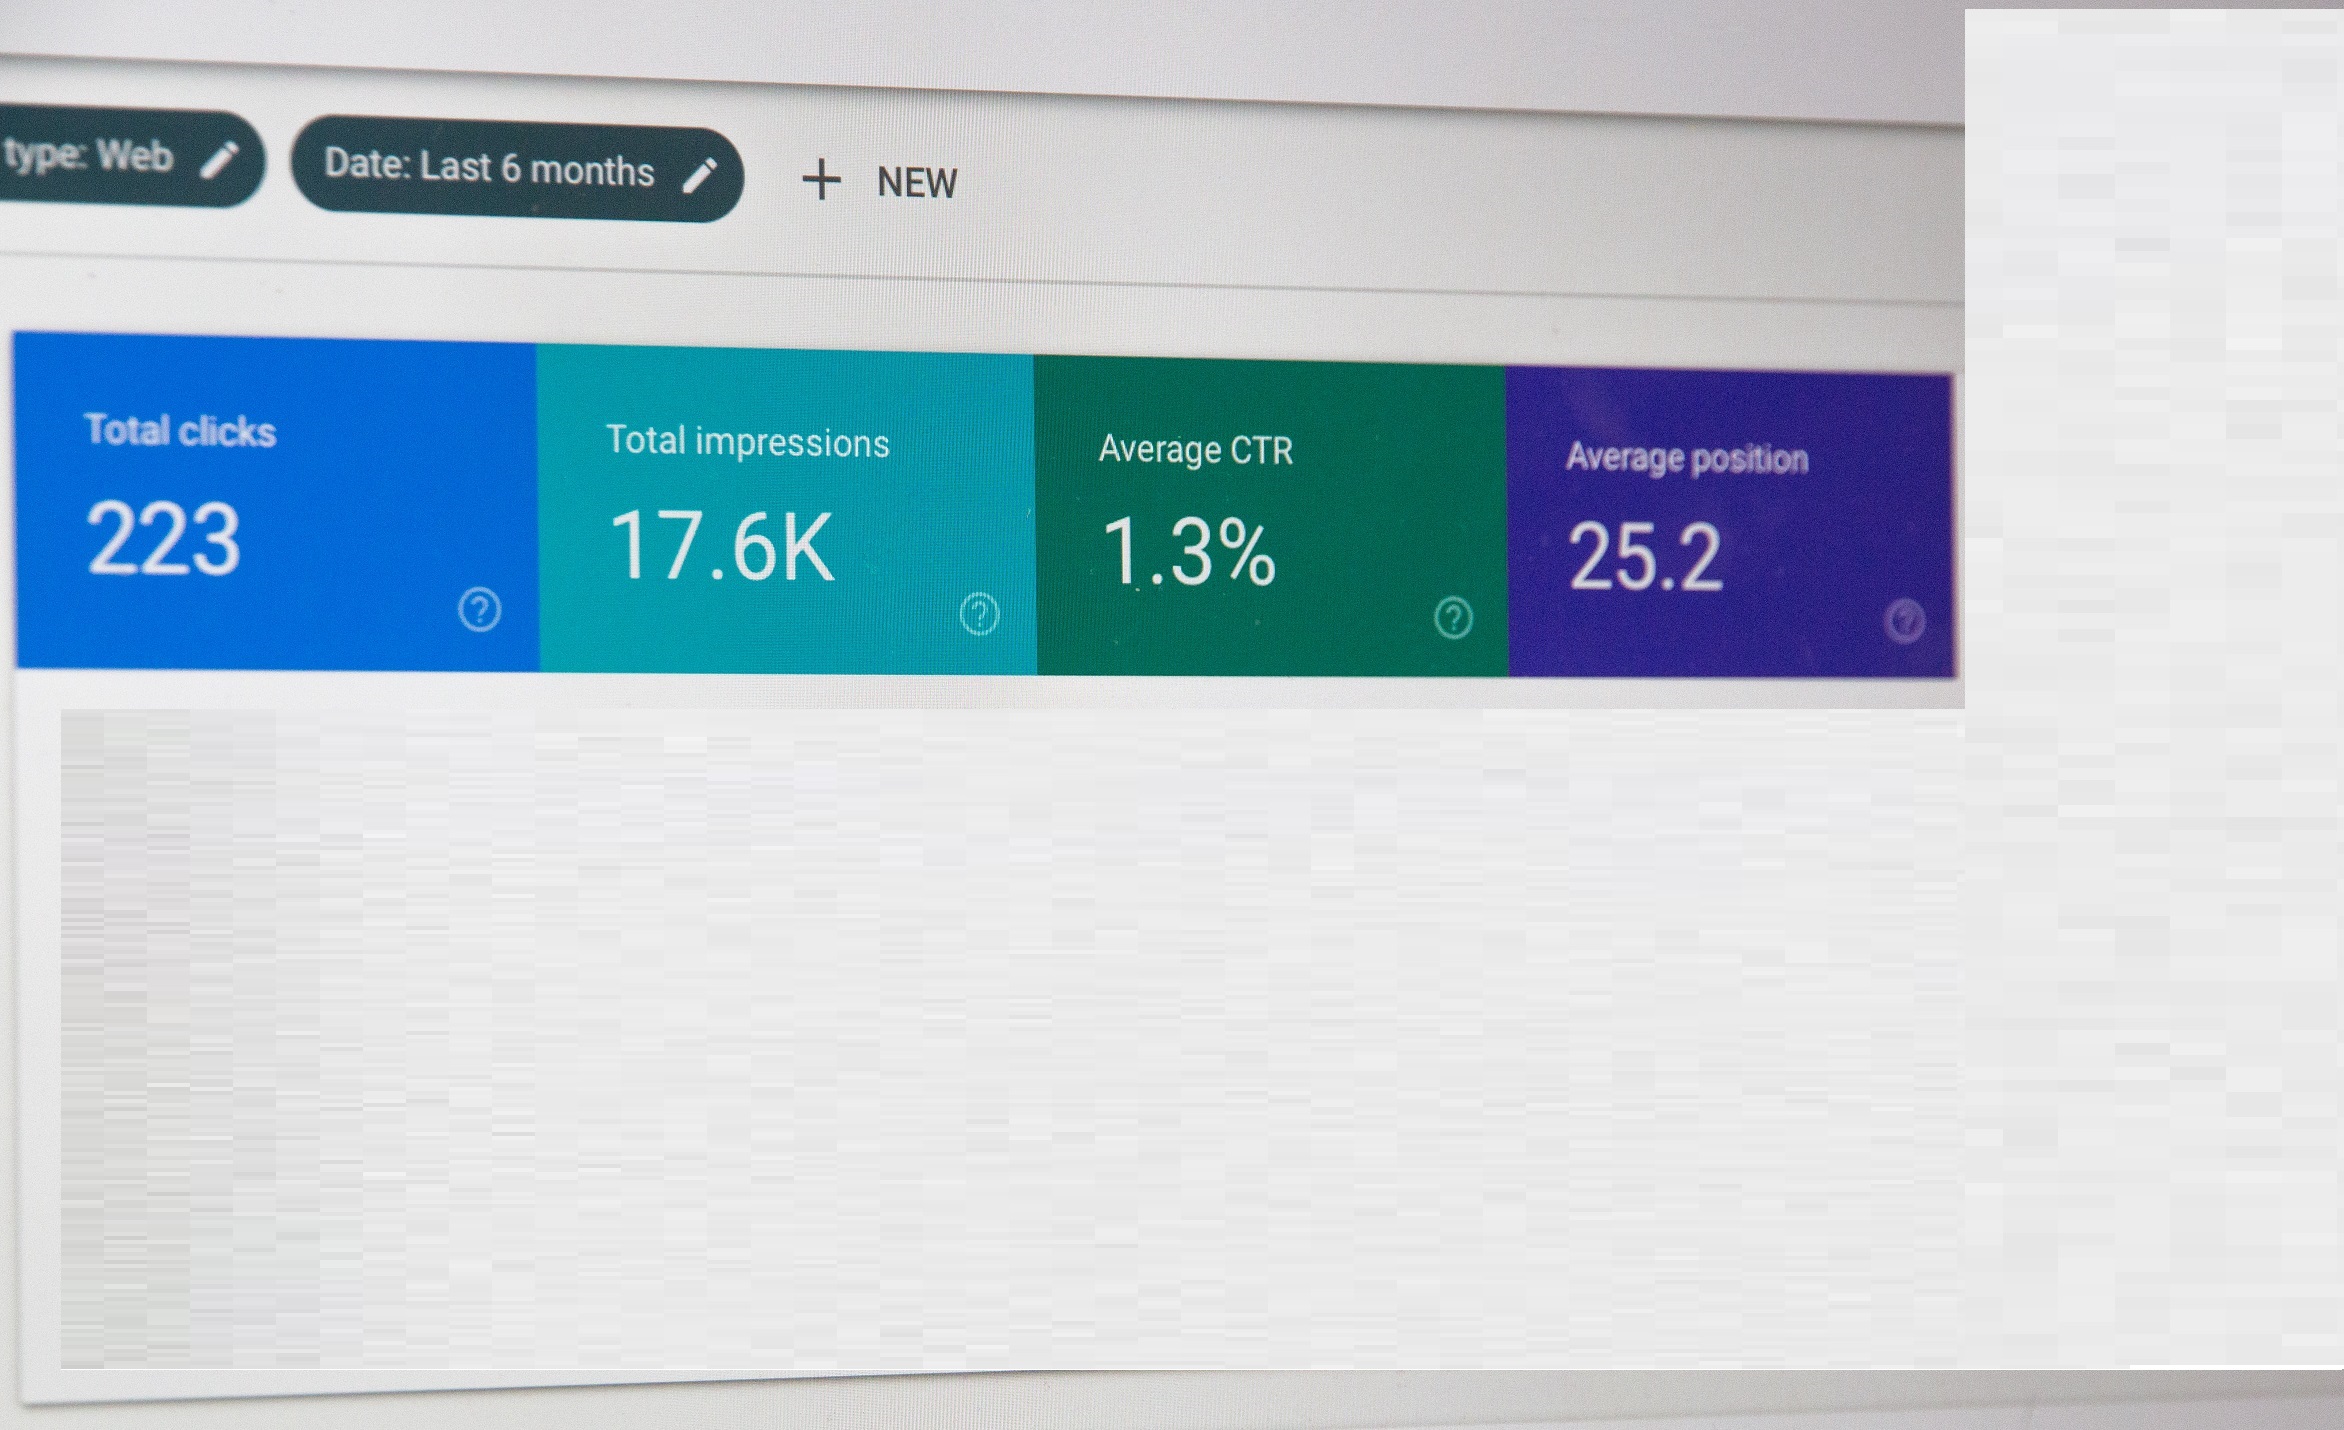 type: Web
Date: Last 6 months
+ NEW
Total clicks
223
Total impressions
17.6K
Average CTR
1.3%
Average position
25.2